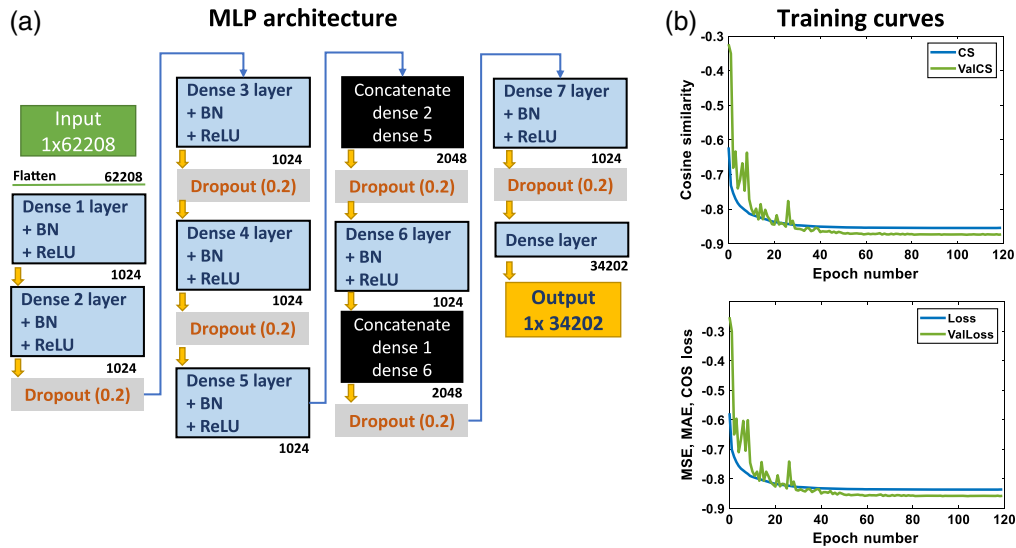 (a)
MLP architecture
Input
1x62208
Flatten
62208
Dense 1 layer
+ BN
+ ReLU
1024
Dense 2 layer
+ BN
+ ReLU
1024
Dropout (0.2)
Dense 3 layer
+ BN
+ ReLU
1024
Dropout (0.2)
Dense 4 layer
+ BN
+ ReLU
1024
Dropout (0.2)
Dense 5 layer
+ BN
+ ReLU
1024
Concatenate
dense 2
dense 5
2048
Dropout (0.2)
Dense 6 layer
+ BN
+ ReLU
1024
Concatenate
dense 1
dense 6
2048
Dropout (0.2)
Dense 7 layer
+ BN
+ ReLU
1024
Dropout (0.2)
Dense layer
34202
Output
1x 34202
(b)
Training curves
Cosine similarity
-0.3
-0.4
-0.5
-0.6
-0.7
-0.8
-0.9
CS
ValCS
0 20 40 60 80 100 120
Epoch number
MSE, MAE, COS loss
-0.3
-0.4
-0.5
-0.6
-0.7
-0.8
-0.9
Loss
ValLoss
0 20 40 60 80 100 120
Epoch number